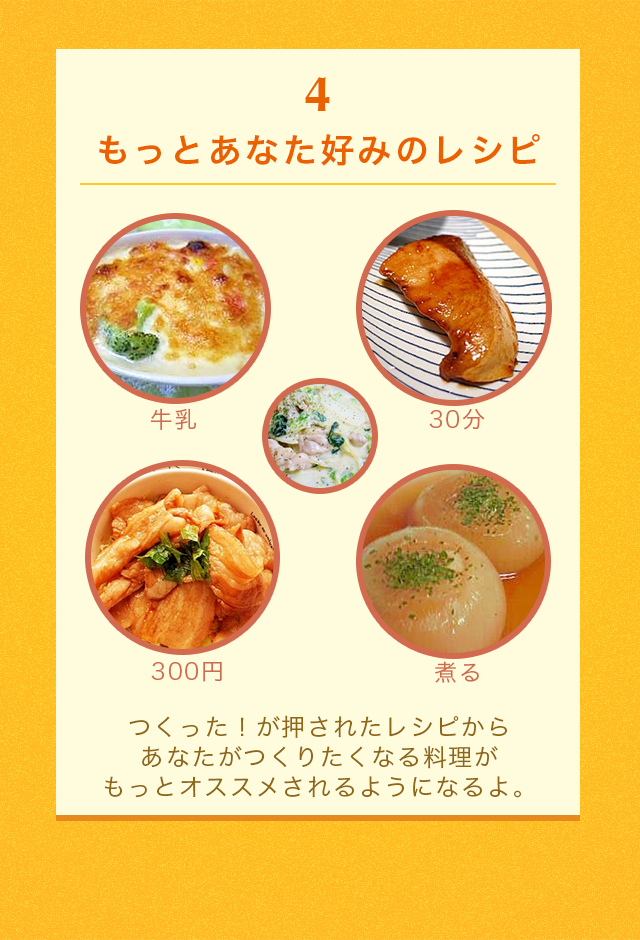 4
もっとあなた好みのレシピ
牛乳
30分
300円
煮る
つくった！が押されたレシピから
あなたがつくりたくなる料理が
もっとオススメされるようになるよ。